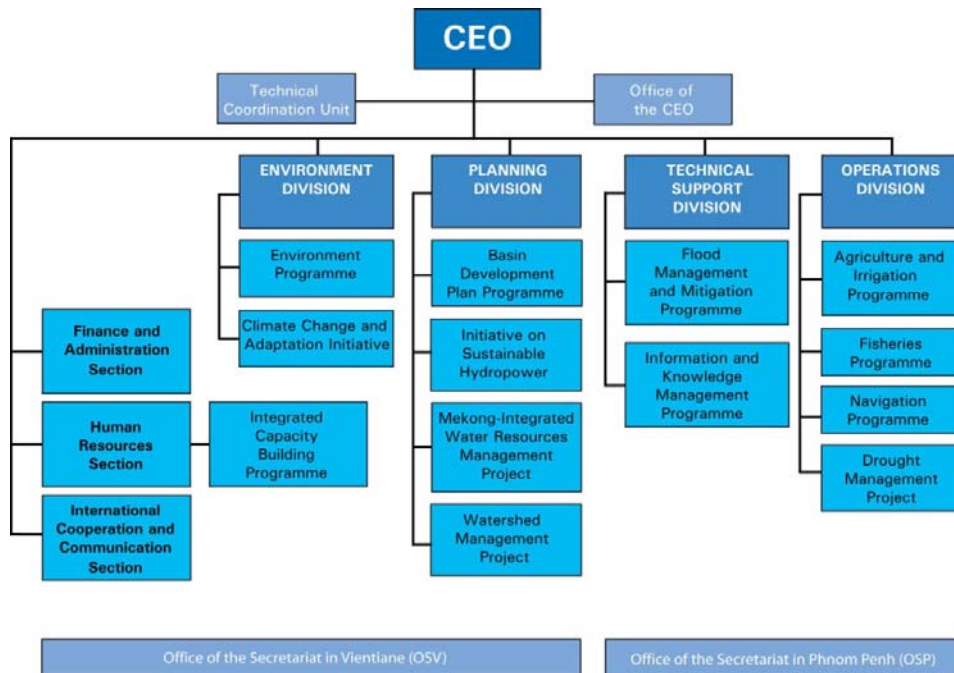 CEO
Technical
Coordination Unit
Office of
the CEO
ENVIRONMENT
DIVISION
PLANNING
DIVISION
TECHNICAL
SUPPORT
DIVISION
OPERATIONS
DIVISION
Environment
Programme
Climate Change and
Adaptation Initiative
Basin
Development
Plan Programme
Initiative on
Sustainable
Hydropower
Mekong-Integrated
Water Resources
Management
Project
Watershed
Management
Project
Flood
Management
and Mitigation
Programme
Information and
Knowledge
Management
Programme
Agriculture and
Irrigation
Programme
Fisheries
Programme
Navigation
Programme
Drought
Management
Project
Finance and
Administration
Section
Human
Resources
Section
Integrated
Capacity
Building
Programme
International
Cooperation and
Communication
Section
Office of the Secretariat in Vientiane (OSV)
Office of the Secretariat in Phnom Penh (OSP)